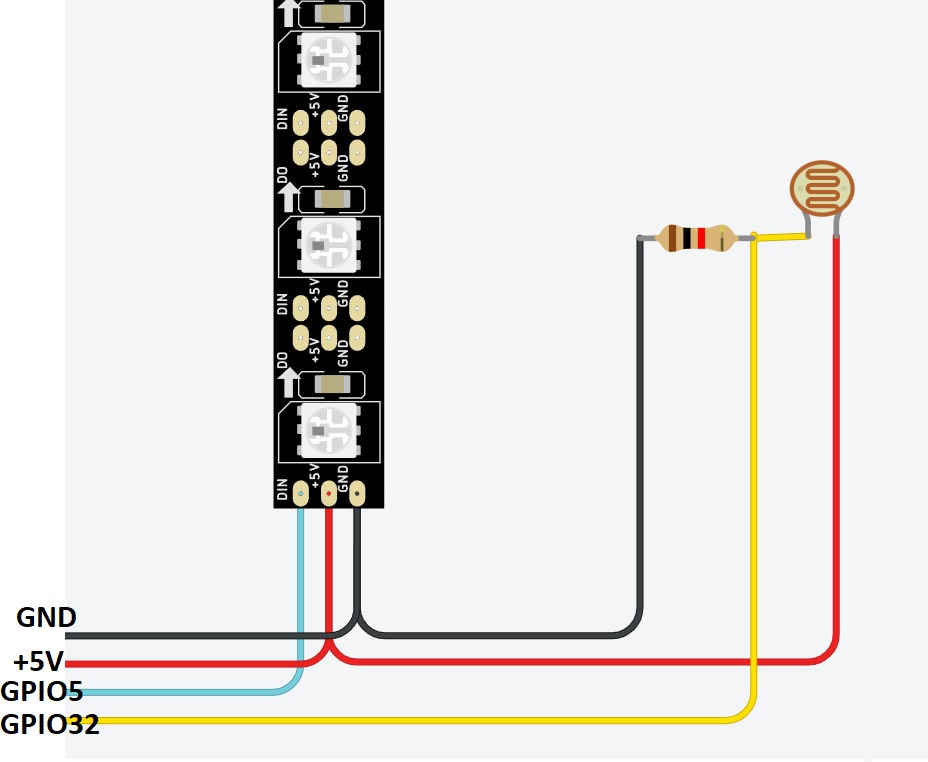 +5V
DIN
GND
DO
+5V
GND
+5V
DIN
GND
DO
+5V
GND
+5V
DIN
GND
GND
+5V
GPIO5
GPIO32